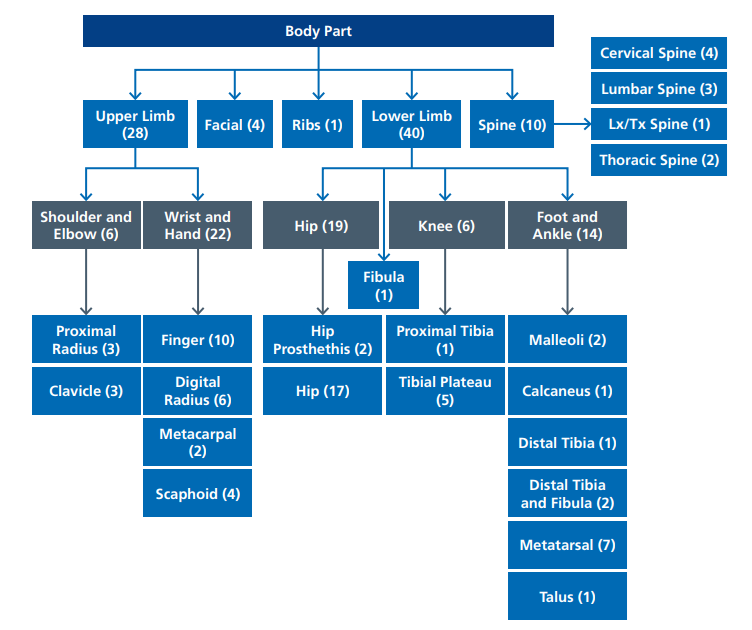 Body Part
Cervical Spine (4)
Lumbar Spine (3)
Lx/Tx Spine (1)
Thoracic Spine (2)
Upper Limb
(28)
Facial (4)
Ribs (1)
Lower Limb
(40)
Spine (10)
Shoulder and
Elbow (6)
Wrist and
Hand (22)
Hip (19)
Knee (6)
Foot and
Ankle (14)
Fibula
(1)
Proximal
Radius (3)
Clavicle (3)
Finger (10)
Digital
Radius (6)
Metacarpal
(2)
Scaphoid (4)
Hip
Prosthethis (2)
Hip (17)
Proximal Tibia
(1)
Tibial Plateau
(5)
Malleoli (2)
Calcaneus (1)
Distal Tibia (1)
Distal Tibia
and Fibula (2)
Metatarsal (7)
Talus (1)